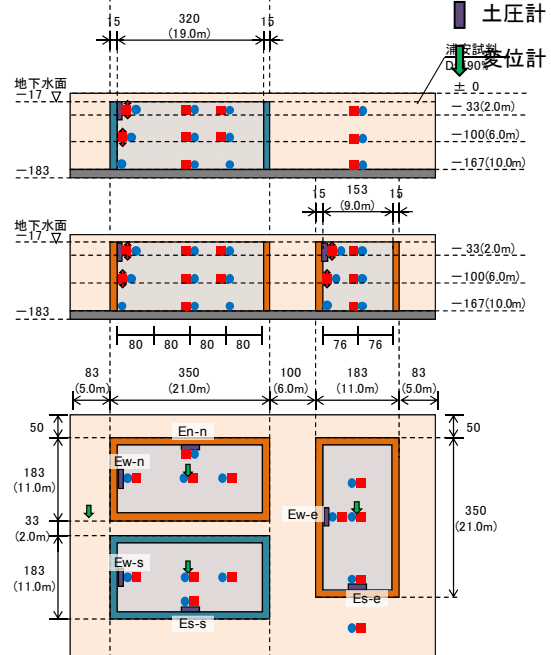 15
320
(19.0m)
15
土圧計
変位計
浦安試料
± 0
地下水面
-17
-33(2.0m)
-100(6.0m)
-167(10.0m)
-183
15
153
(9.0m)
15
地下水面
-17
-33(2.0m)
-100(6.0m)
-167(10.0m)
-183
80
80
80
80
76
76
83
(5.0m)
350
(21.0m)
100
(6.0m)
183
(11.0m)
83
(5.0m)
50
50
En-n
183
(11.0m)
Ew-n
Ew-e
350
(21.0m)
33
(2.0m)
183
(11.0m)
Ew-s
Es-s
Es-e